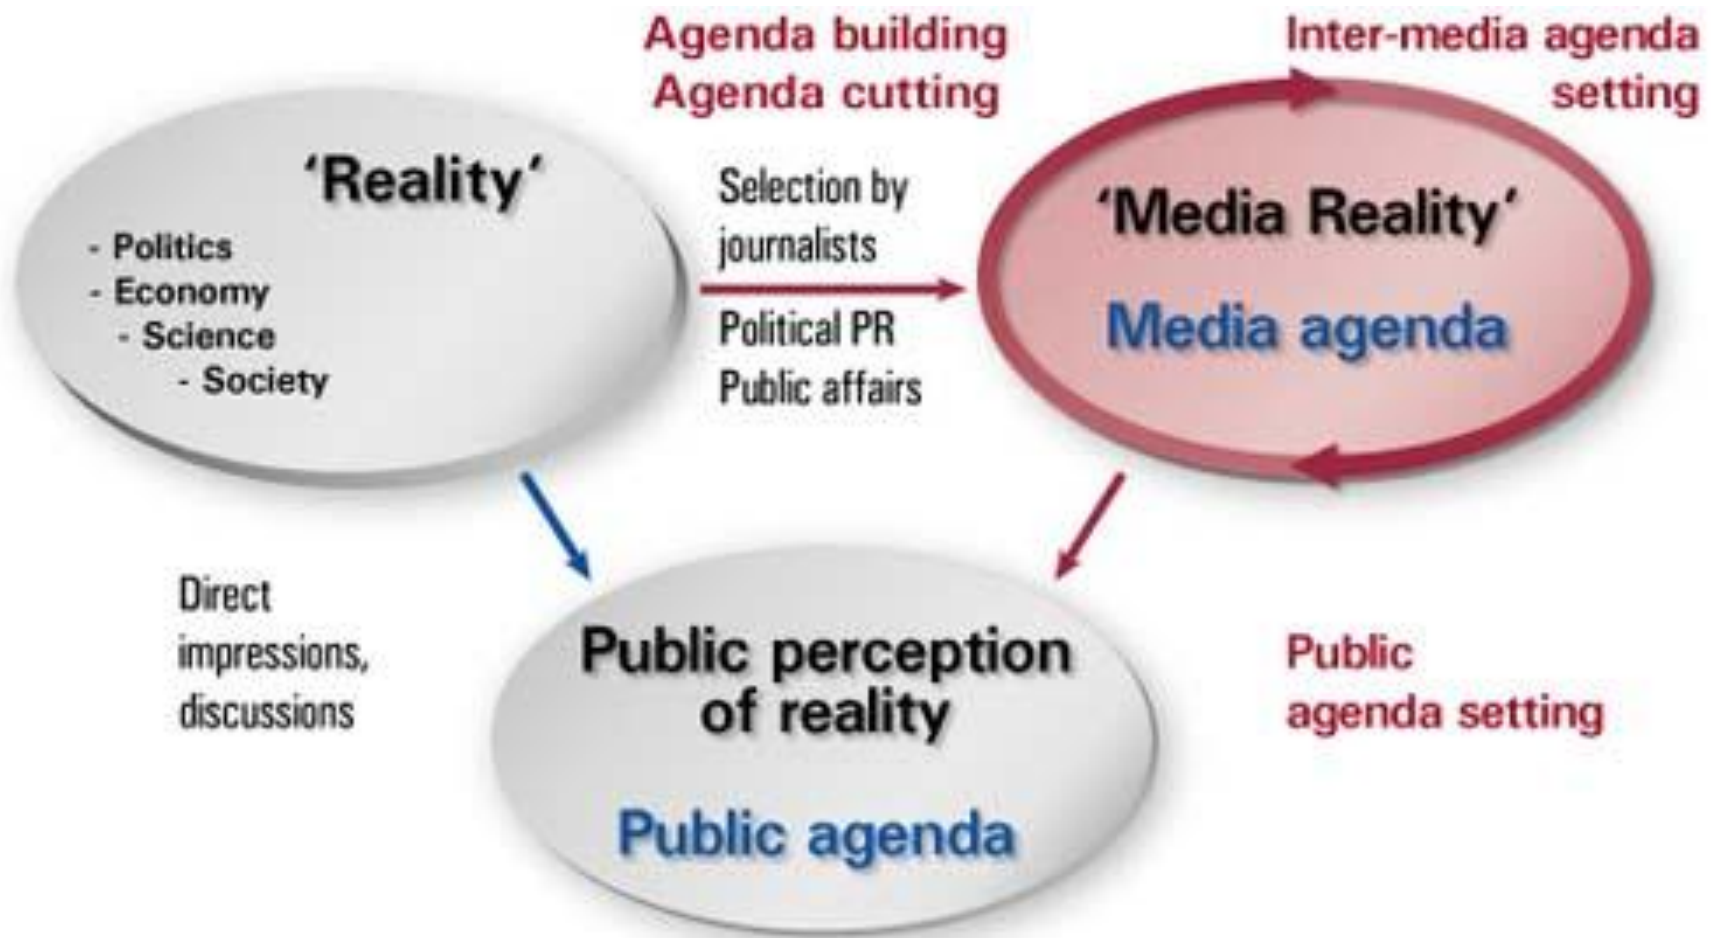 Agenda building
Agenda cutting
Inter-media agenda
setting
‘Reality‘
- Politics
- Economy
- Science
- Society
Selection by
journalists
Political PR
Public affairs
‘Media Reality‘
Media agenda
Direct
impressions,
discussions
Public perception
of reality
Public agenda
Public
agenda setting